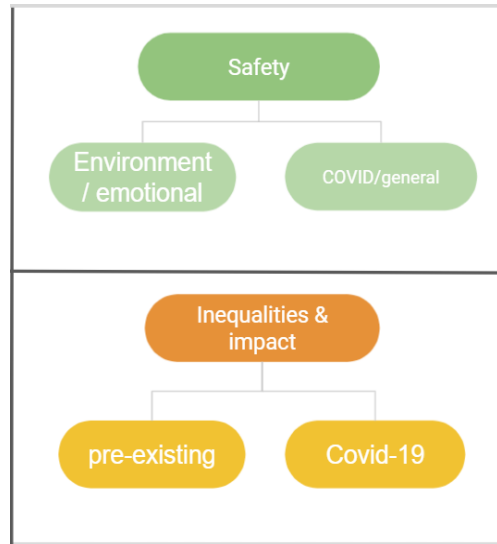 Safety
Environment
/ emotional
COVID/general
Inequalities &
impact
pre-existing
Covid-19